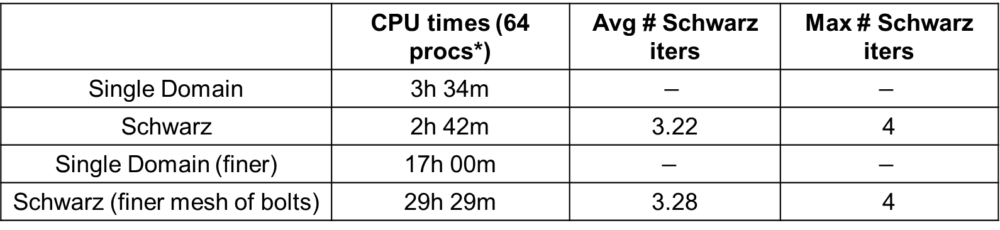 CPU times (64
procs*)
Avg # Schwarz
iters
Max # Schwarz
iters
Single Domain
3h 34m
–
–
Schwarz
2h 42m
3.22
4
Single Domain (finer)
17h 00m
–
–
Schwarz (finer mesh of bolts)
29h 29m
3.28
4